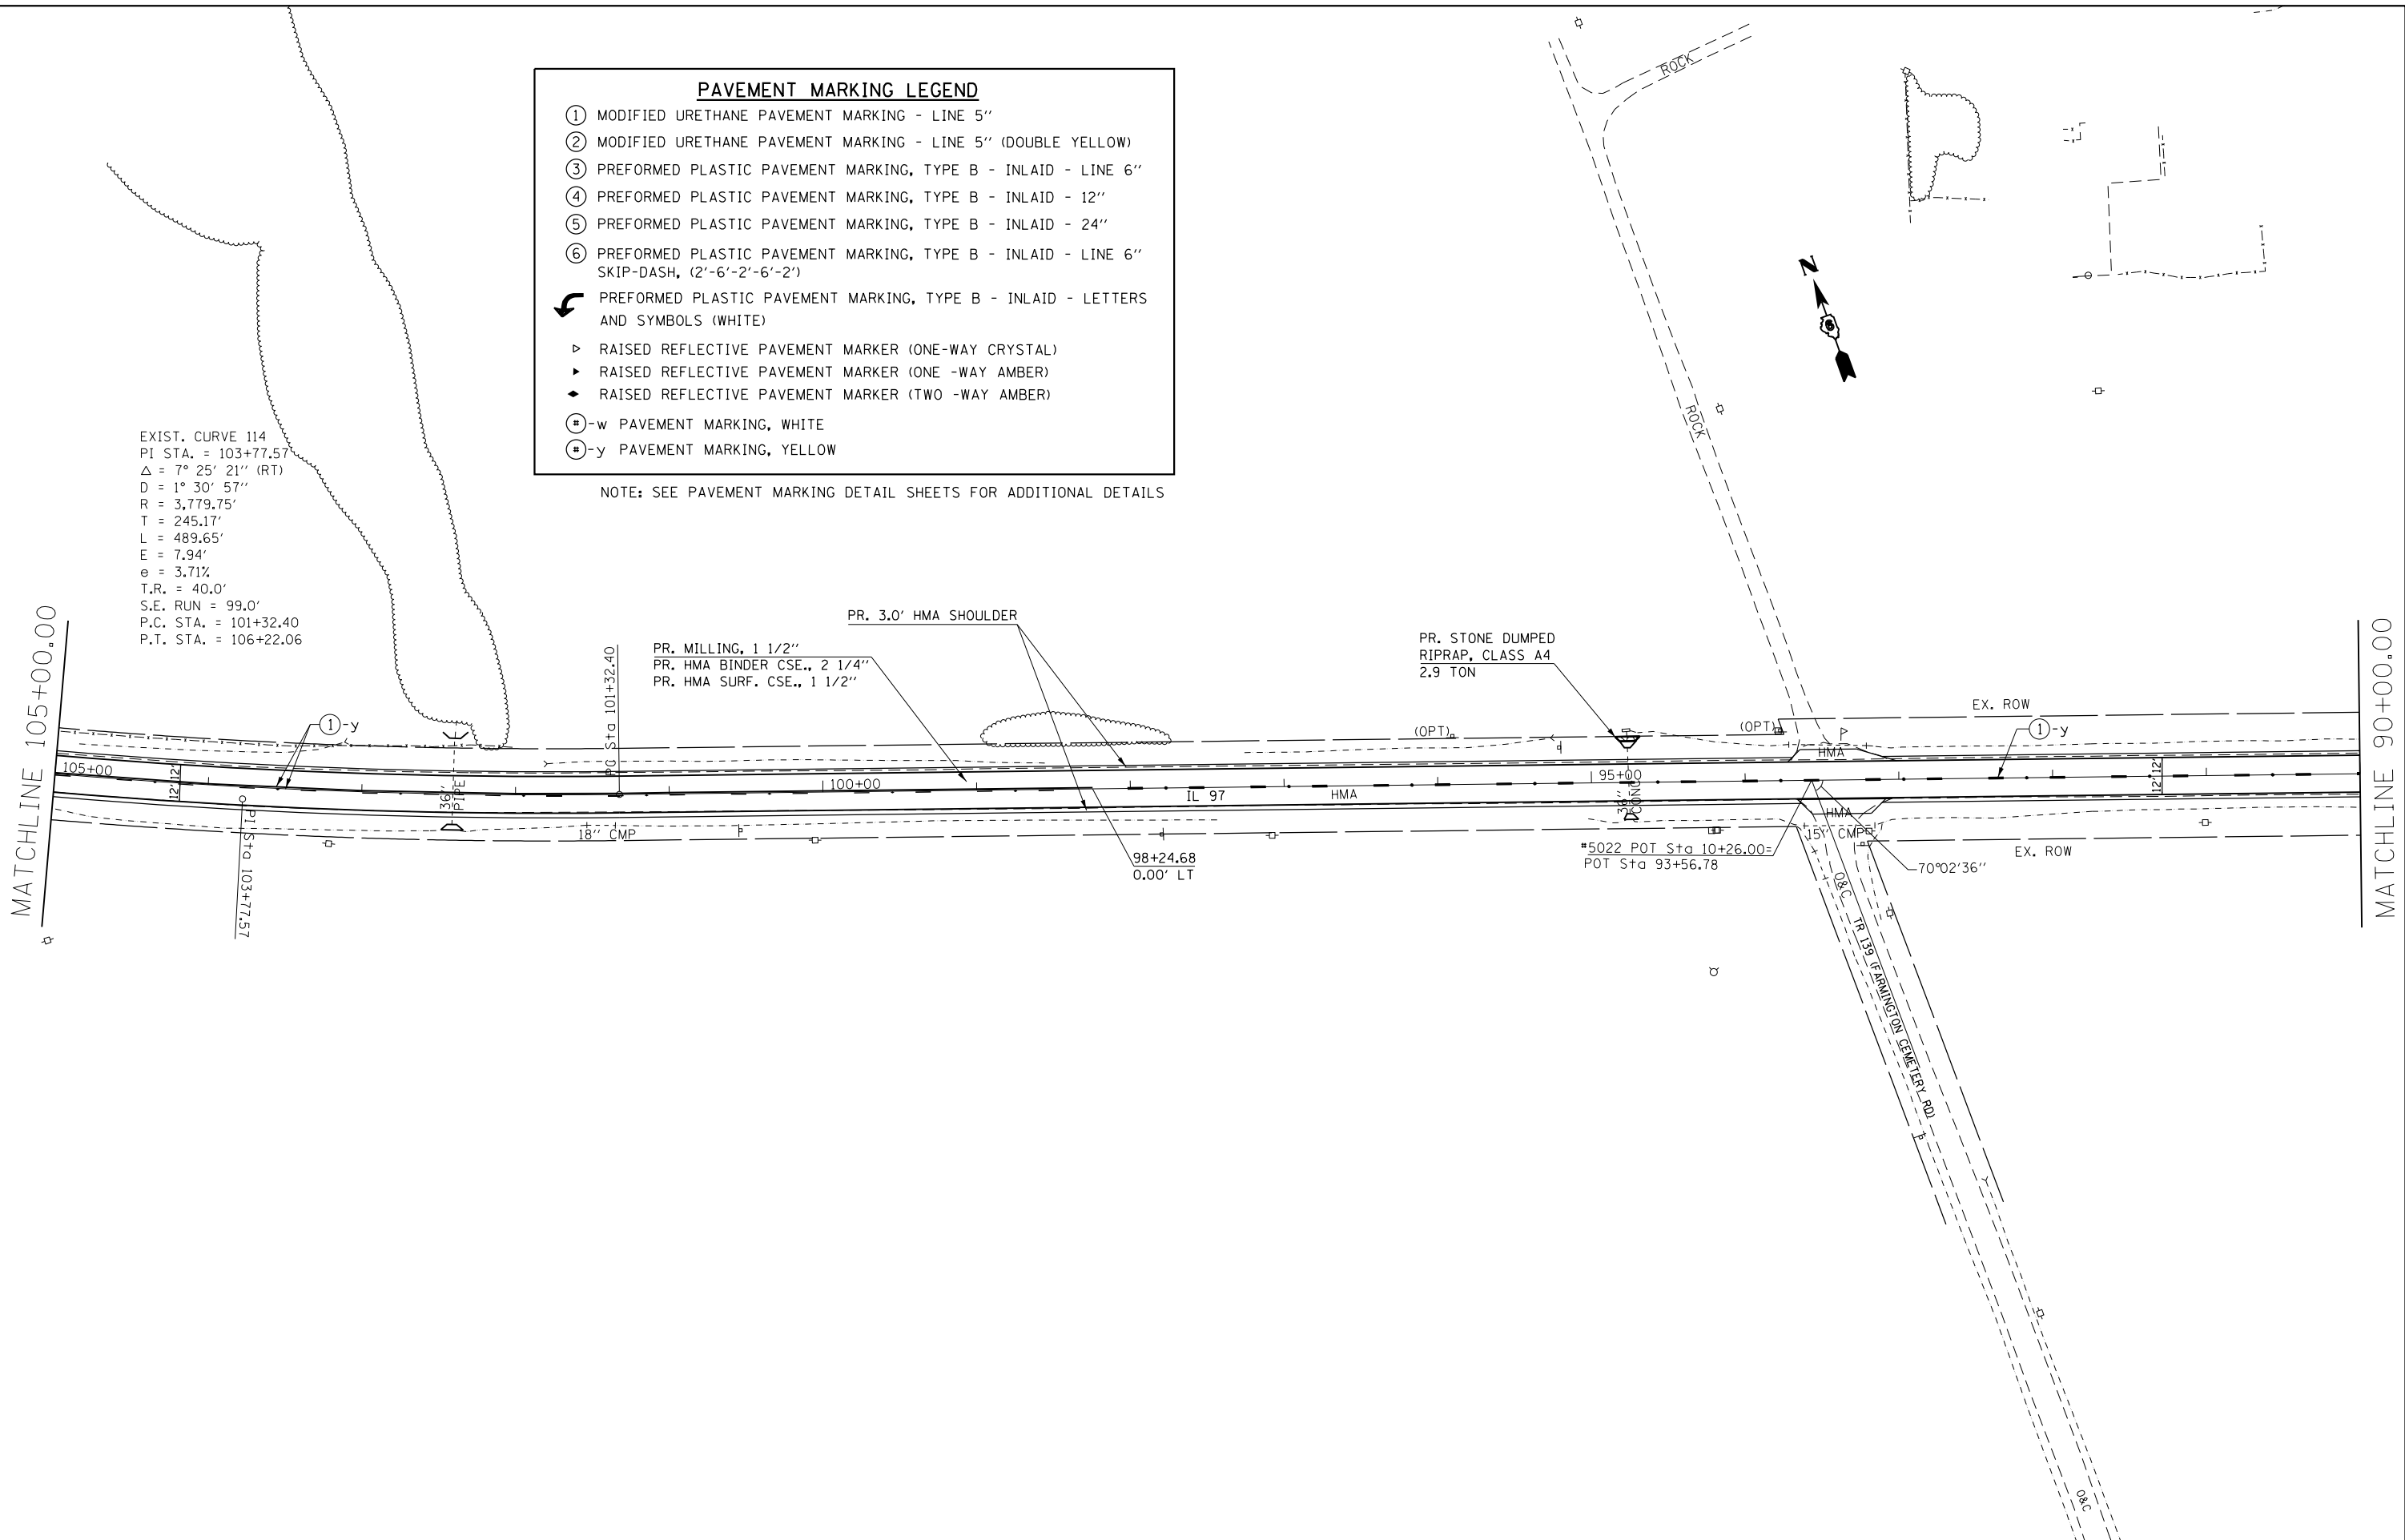 PAVEMENT MARKING LEGEND
1 MODIFIED URETHANE PAVEMENT MARKING - LINE 5''
2 MODIFIED URETHANE PAVEMENT MARKING - LINE 5'' (DOUBLE YELLOW)
3 PREFORMED PLASTIC PAVEMENT MARKING, TYPE B - INLAID - LINE 6''
4 PREFORMED PLASTIC PAVEMENT MARKING, TYPE B - INLAID - 12''
5 PREFORMED PLASTIC PAVEMENT MARKING, TYPE B - INLAID - 24''
6 PREFORMED PLASTIC PAVEMENT MARKING, TYPE B - INLAID - LINE 6''
SKIP-DASH, (2'-6'-2'-6'-2')
PREFORMED PLASTIC PAVEMENT MARKING, TYPE B - INLAID - LETTERS
AND SYMBOLS (WHITE)
RAISED REFLECTIVE PAVEMENT MARKER (ONE-WAY CRYSTAL)
RAISED REFLECTIVE PAVEMENT MARKER (ONE -WAY AMBER)
RAISED REFLECTIVE PAVEMENT MARKER (TWO -WAY AMBER)
#-w PAVEMENT MARKING, WHITE
#-y PAVEMENT MARKING, YELLOW
NOTE: SEE PAVEMENT MARKING DETAIL SHEETS FOR ADDITIONAL DETAILS
ROCK
ROCK
N
6
EXIST. CURVE 114
PI STA. = 103+77.57
△ = 7° 25' 21'' (RT)
D = 1° 30' 57''
R = 3,779.75'
T = 245.17'
L = 489.65'
E = 7.94'
e = 3.71%
T.R. = 40.0'
S.E. RUN = 99.0'
P.C. STA. = 101+32.40
P.T. STA. = 106+22.06
MATCHLINE 105+00.00
PR. 3.0' HMA SHOULDER
PR. MILLING, 1 1/2''
PR. HMA BINDER CSE., 2 1/4''
PR. HMA SURF. CSE., 1 1/2''
PR. STONE DUMPED
RIPRAP, CLASS A4
2.9 TON
MATCHLINE 90+00.00
EX. ROW
1-y
1-y
(OPT)
(OPT)
PC Sta 101+32.40
HMA
105+00
12' 12'
100+00
95+00
12' 12'
IL 97
HMA
36'' PIPE
36'' CONC
HMA
PI Sta 103+77.57
18'' CMP
15'' CMP
98+24.68
0.00' LT
#5022 POT Sta 10+26.00=
POT Sta 93+56.78
EX. ROW
70°02'36''
O&C
TR 139 (FARMINGTON CEMETERY RD)
O&C